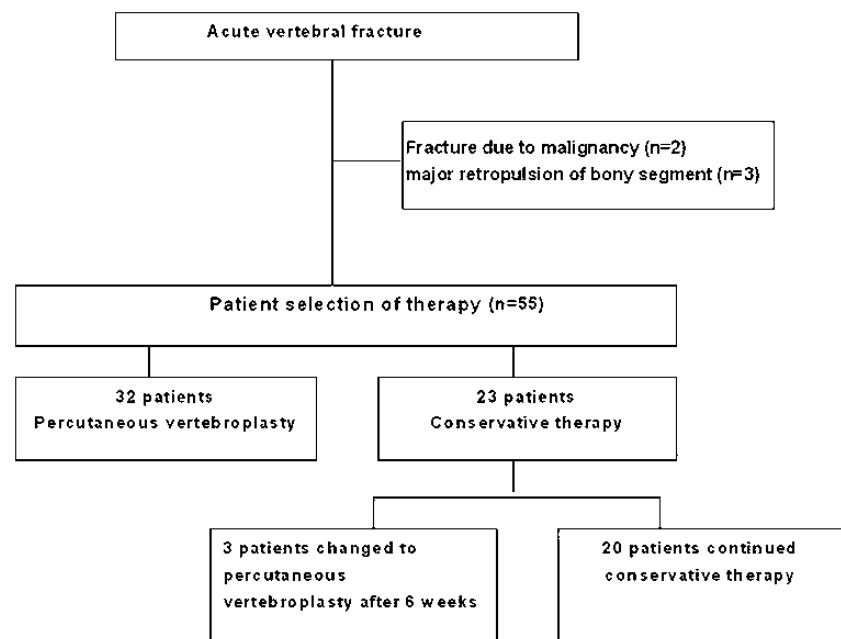 Acute vertebral fracture
Fracture due to malignancy (n=2)
major retropulsion of bony segment (n=3)
Patient selection of therapy (n=55)
32 patients
Percutaneous vertebroplasty
23 patients
Conservative therapy
3 patients changed to
percutaneous
vertebroplasty after 6 weeks
20 patients continued
conservative therapy